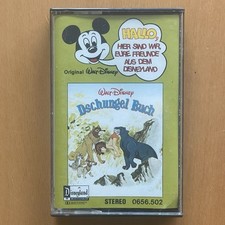 HALLO,
HIER SIND WIR,
EURE FREUNDE
AUS DEM
DISNEYLAND
Original Walt Disney
WALT DISNEY
Dschungel Buch
STEREO 0656.502